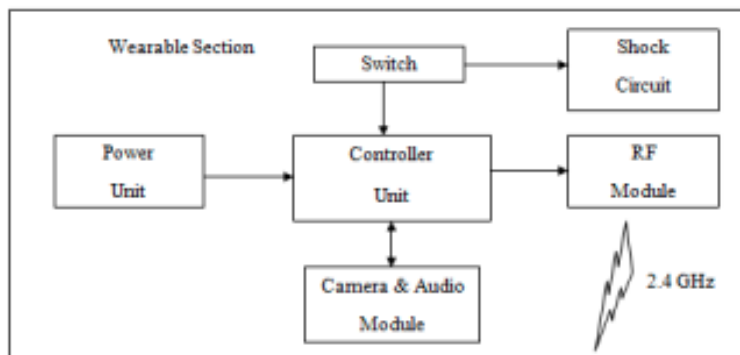 Wearable Section
Switch
Shock
Circuit
Power
Unit
Controller
Unit
RF
Module
Camera & Audio
Module
2.4 GHz